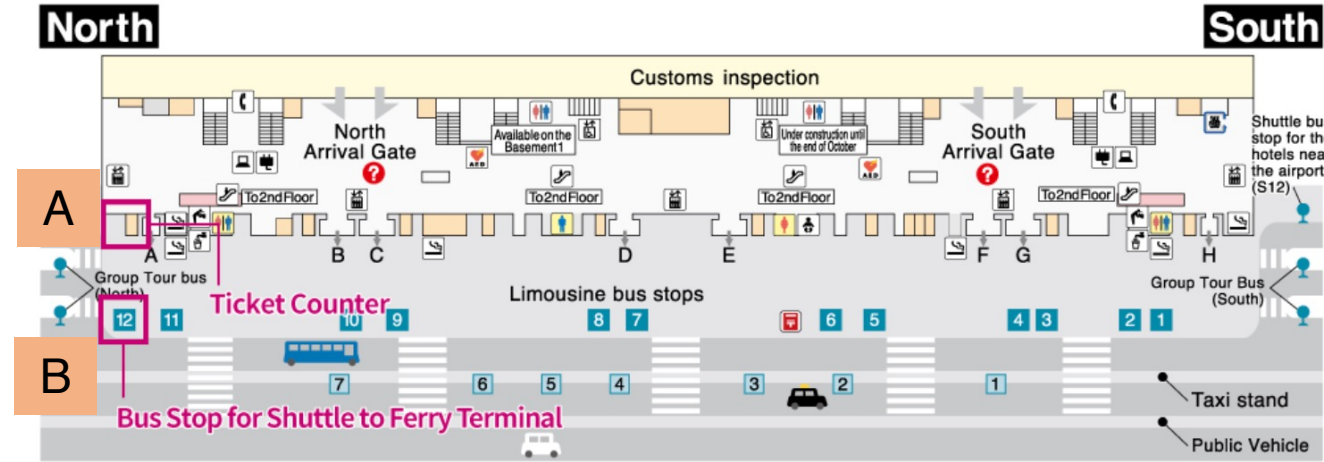 North
South
Customs inspection
North
Arrival Gate
Available on the
Basement1
Under construction until
the end of October
South
Arrival Gate
Shuttle bu
stop for th
hotels nea
the airport
(S12)
AED
AED
?
?
To2ndFloor
To2ndFloor
To2ndFloor
To2ndFloor
A
A
B
C
D
E
F
G
H
Group Tour bus
(North)
Ticket Counter
Limousine bus stops
Group Tour Bus
(South)
12
11
10
9
8
7
6
5
4
3
2
1
B
7
6
5
4
3
2
1
Bus Stop for Shuttle to Ferry Terminal
Taxi stand
Public Vehicle